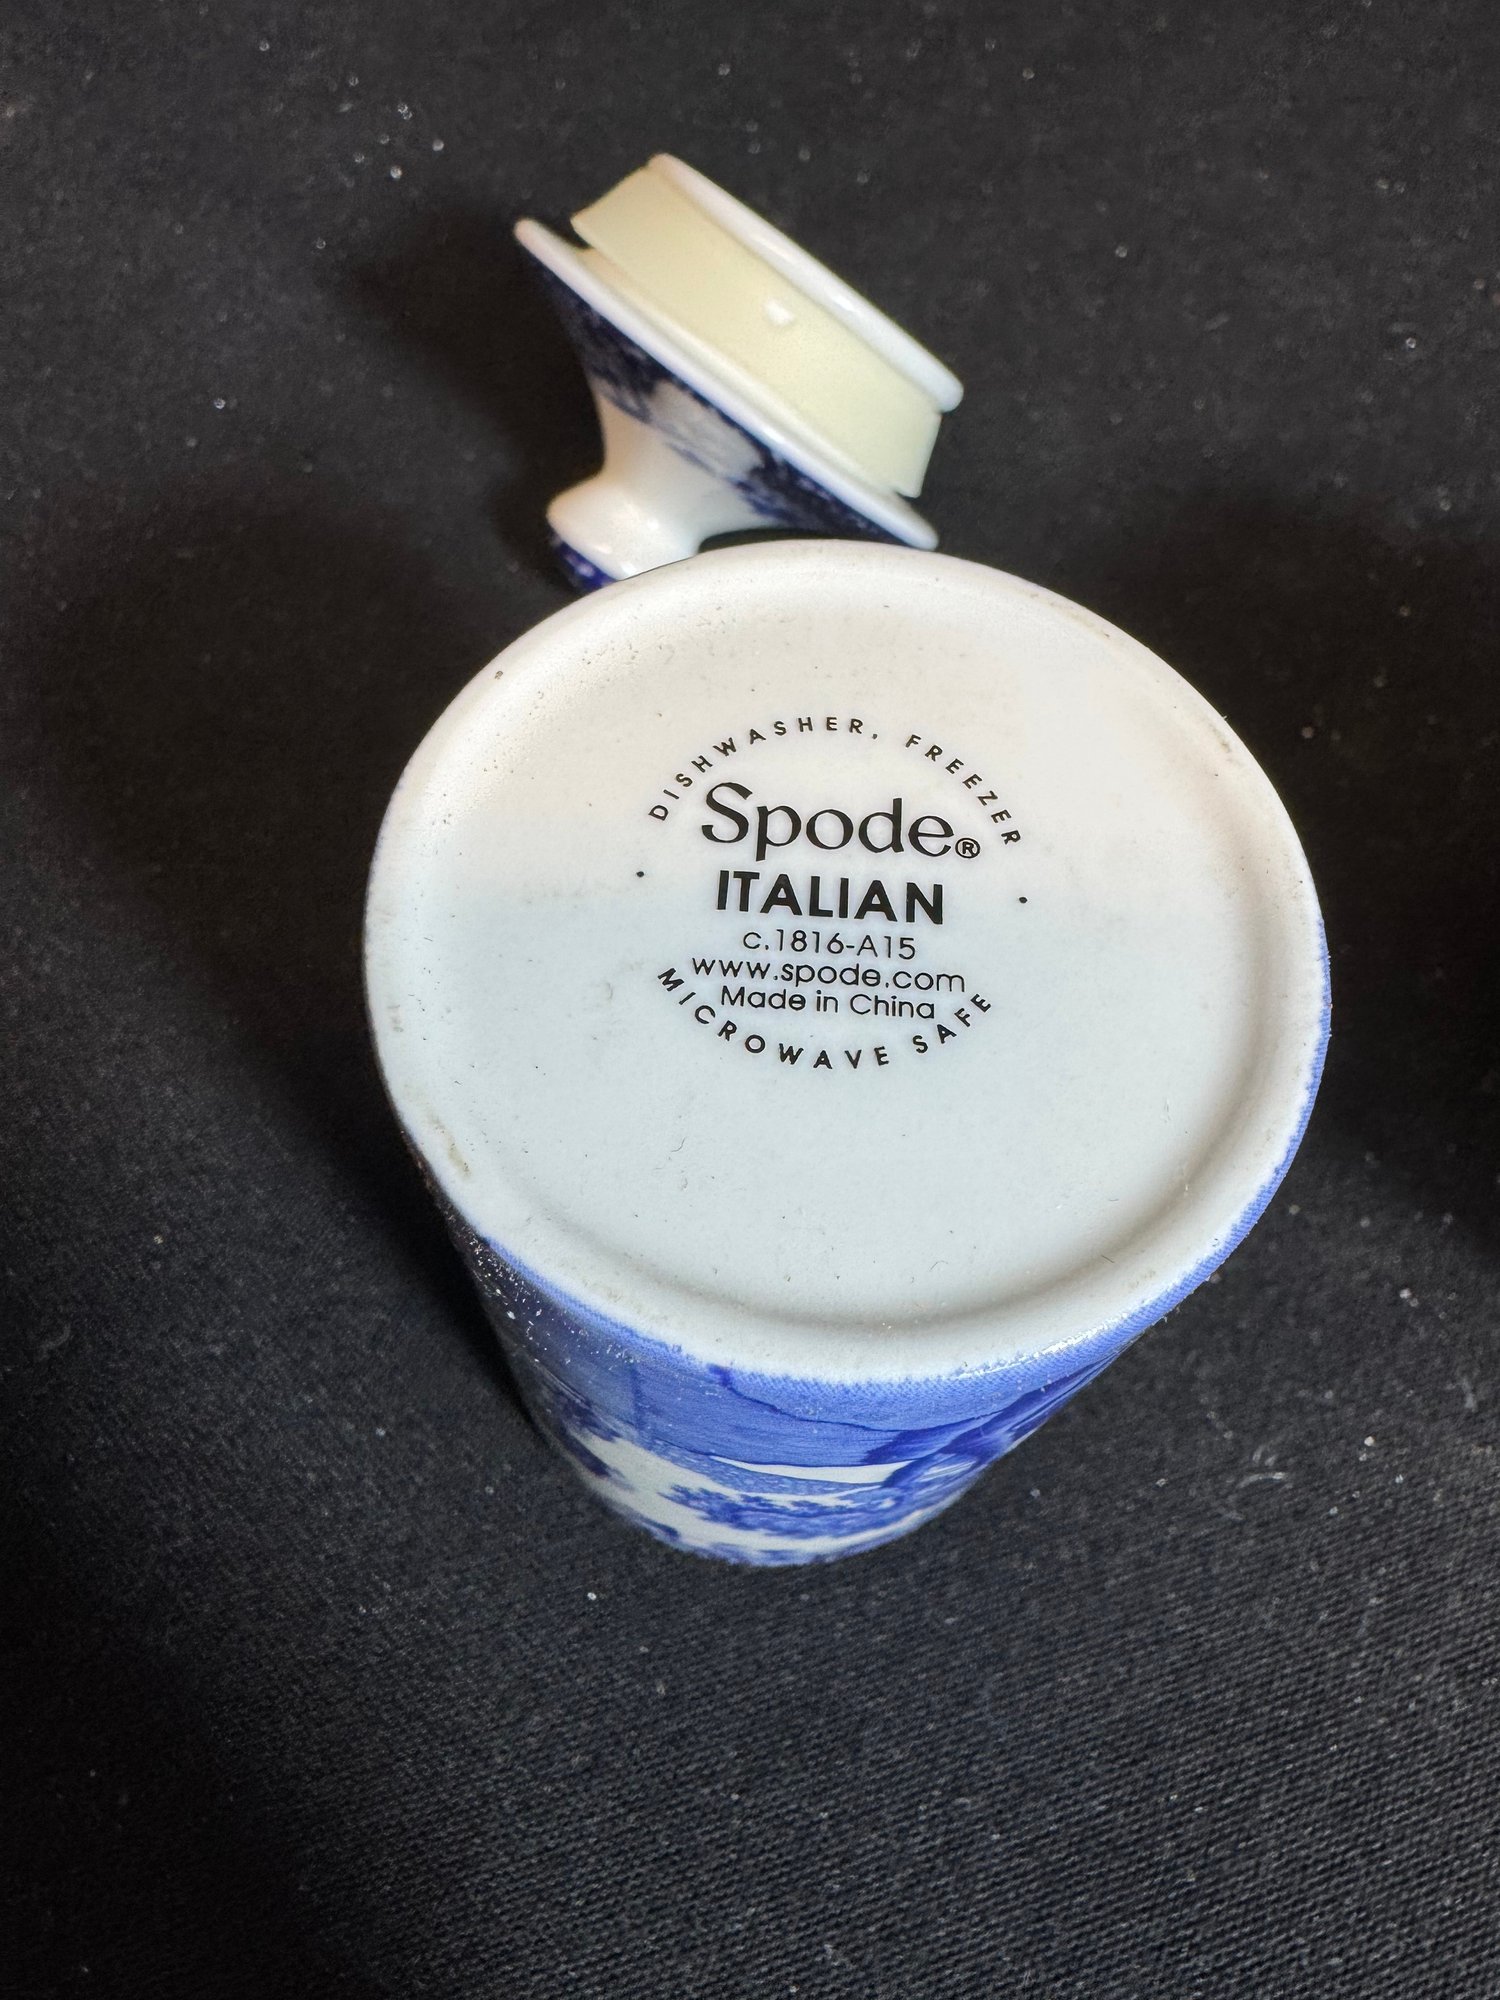 DISHWASHER, FREEZER
Spode®
ITALIAN
c.1816-A15
www.spode.com
Made in China
MICROWAVE SAFE